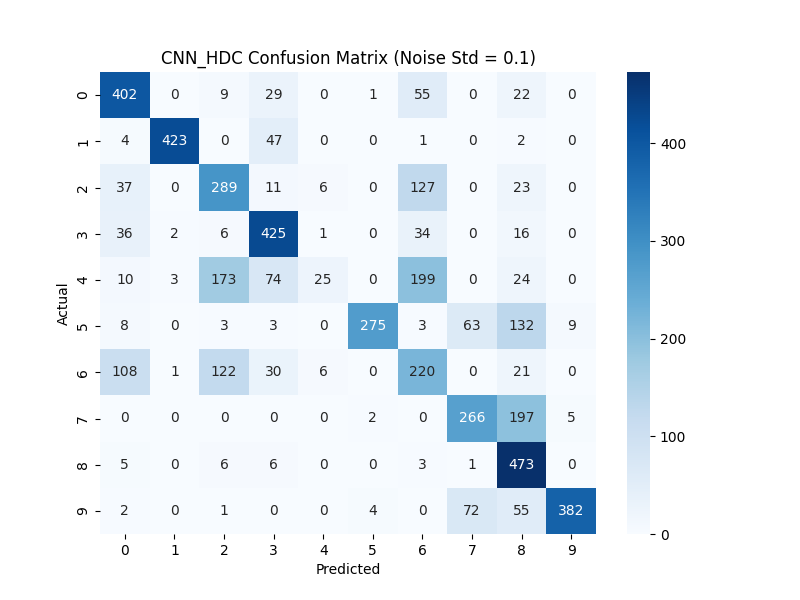 CNN_HDC Confusion Matrix (Noise Std = 0.1)
0 402 0 9 29 0 1 55 0 22 0
1 4 423 0 47 0 0 1 0 2 0
2 37 0 289 11 6 0 127 0 23 0
3 36 2 6 425 1 0 34 0 16 0
4 10 3 173 74 25 0 199 0 24 0
5 8 0 3 3 0 275 3 63 132 9
6 108 1 122 30 6 0 220 0 21 0
7 0 0 0 0 0 2 0 266 197 5
8 5 0 6 6 0 0 3 1 473 0
9 2 0 1 0 0 4 0 72 55 382
0 1 2 3 4 5 6 7 8 9
Predicted
Actual
400
300
200
100
0